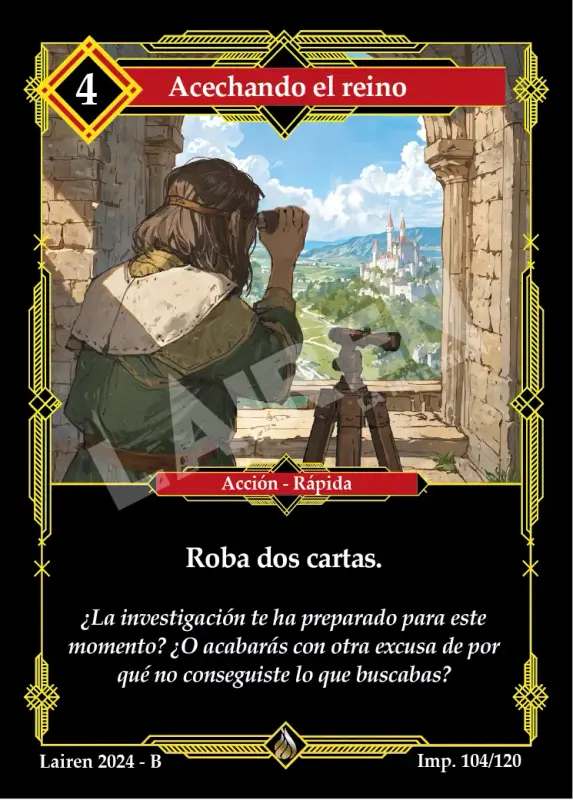 4
Acechando el reino
LAIREN
Acción - Rápida
Roba dos cartas.
¿La investigación te ha preparado para este
momento? ¿O acabarás con otra excusa de por
qué no conseguiste lo que buscabas?
Lairen 2024 - B
Imp. 104/120